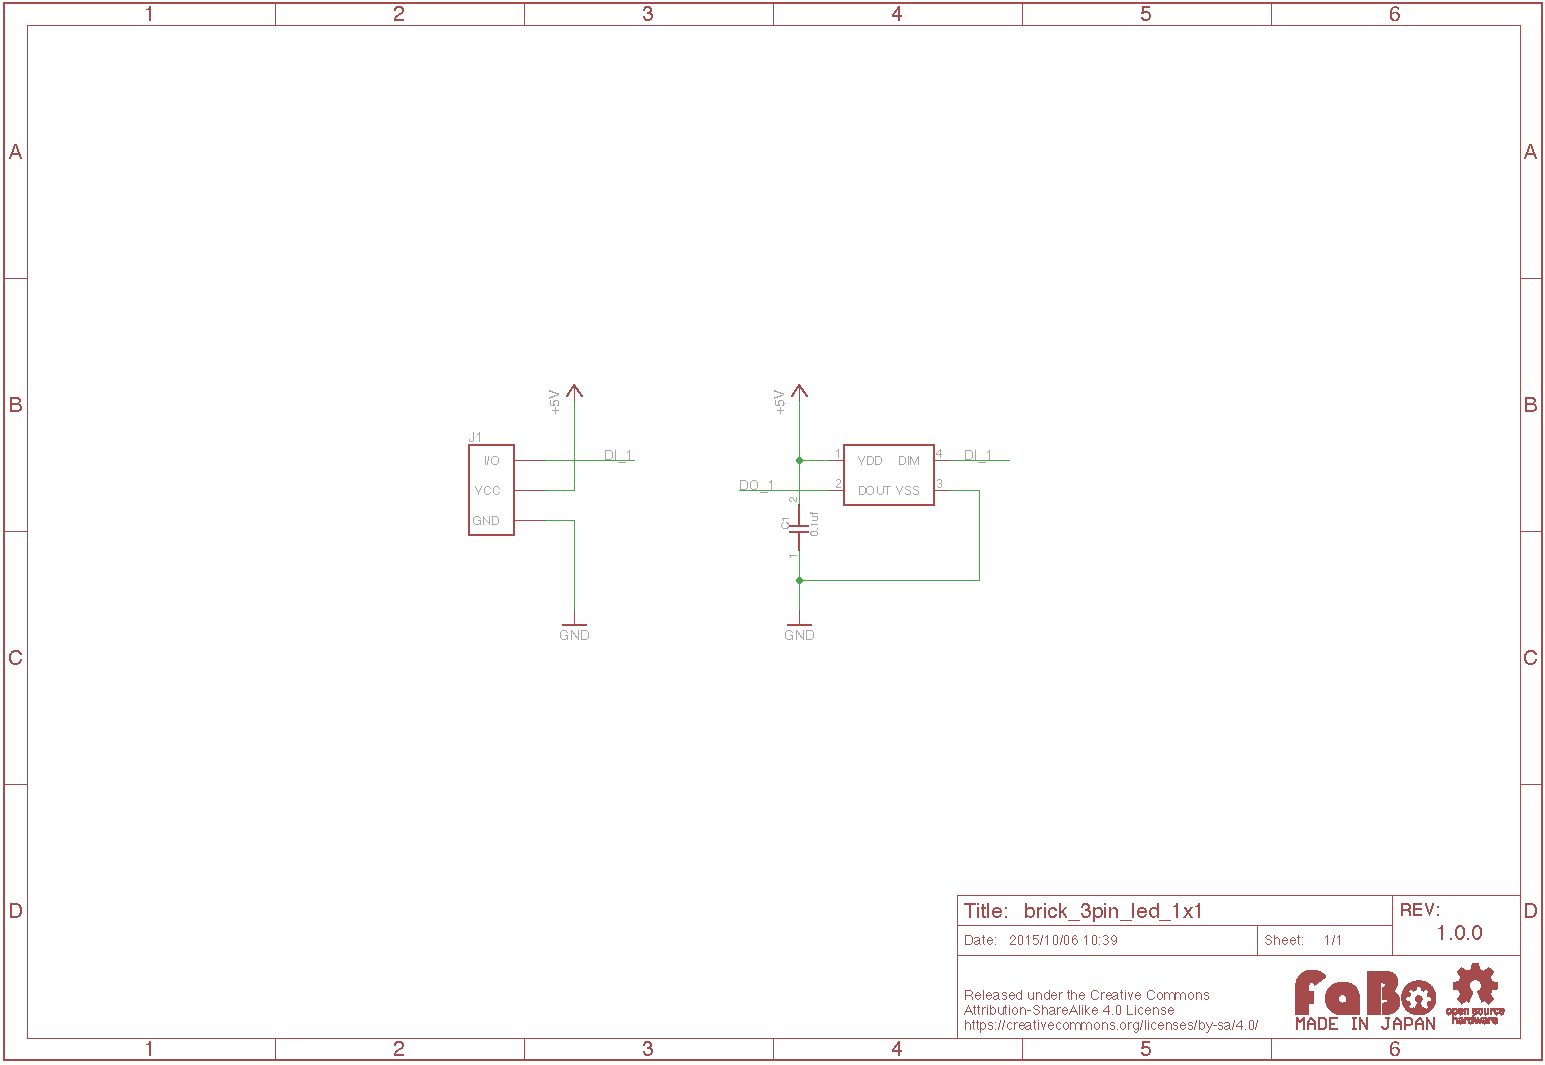 1 2 3 4 5 6
A A
B B
C C
D D
+5V
J1
I/O
VCC
GND
DI_1
GND
+5V
DO_1
1 VDD DIM 4 DI_1
2 DOUT VSS 3
2
C1
0.1uf
1
GND
Title: brick_3pin_led_1x1
REV:
1.0.0
Date: 2015/10/06 10:39
Sheet: 1/1
Released under the Creative Commons
Attribution-ShareAlike 4.0 License
https://creativecommons.org/licenses/by-sa/4.0/
FaBo
MADE IN JAPAN
open source
hardware
1 2 3 4 5 6